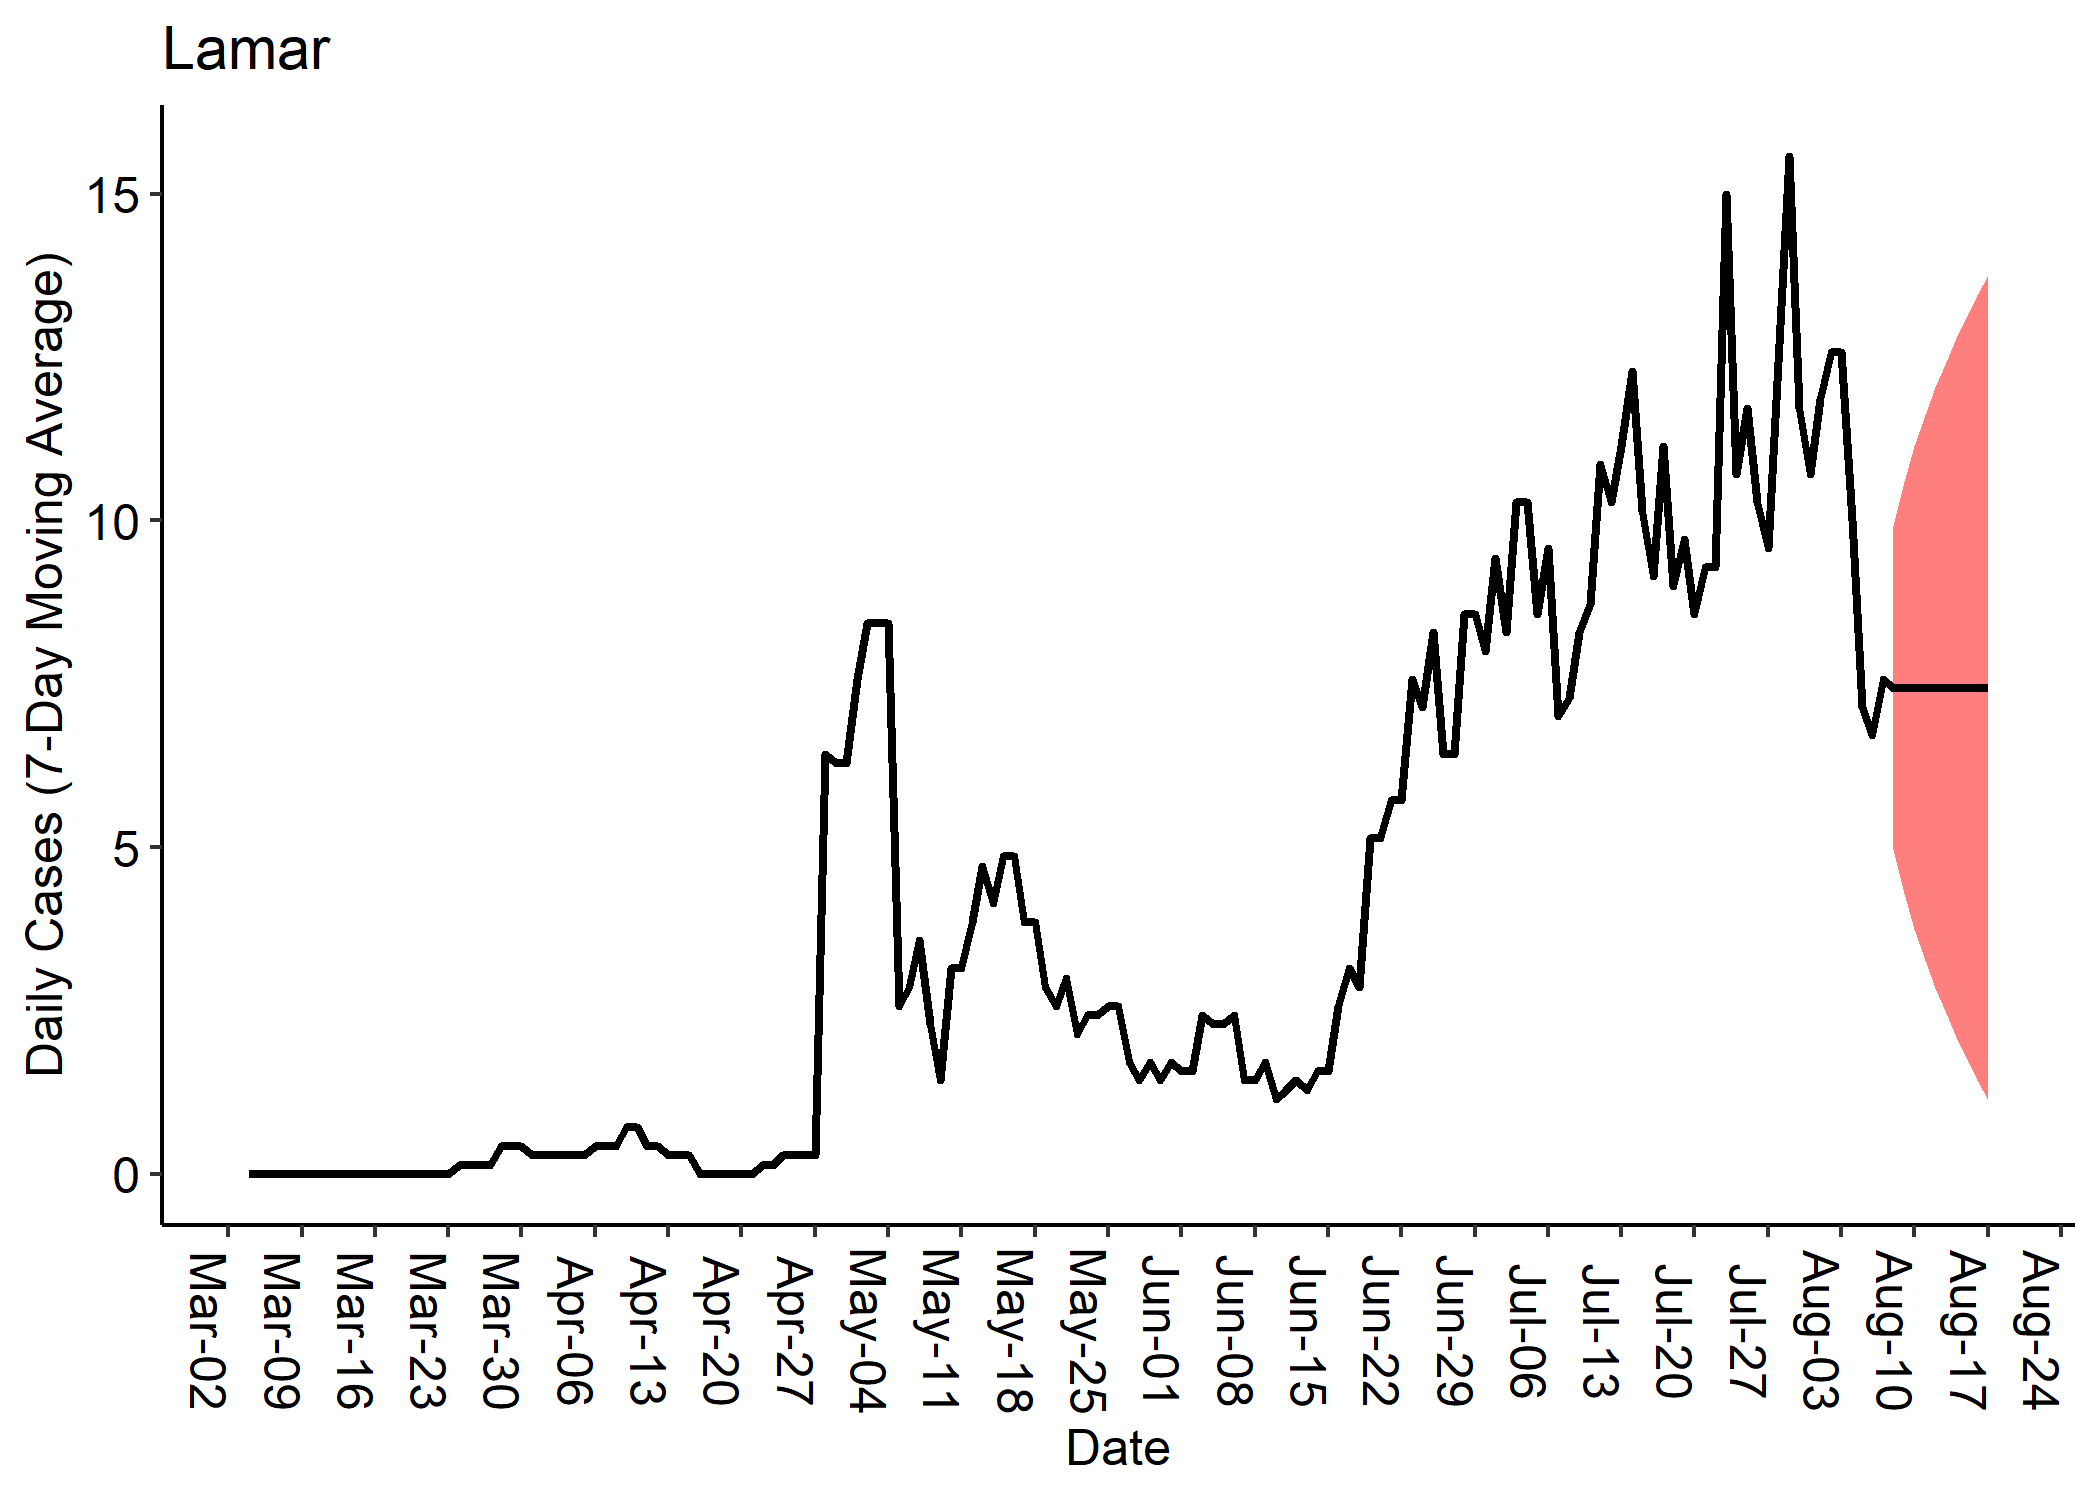 Lamar
Daily Cases (7-Day Moving Average)
15
10
5
0
Mar-02
Mar-09
Mar-16
Mar-23
Mar-30
Apr-06
Apr-13
Apr-20
Apr-27
May-04
May-11
May-18
May-25
Jun-01
Jun-08
Jun-15
Jun-22
Jun-29
Jul-06
Jul-13
Jul-20
Jul-27
Aug-03
Aug-10
Aug-17
Aug-24
Date